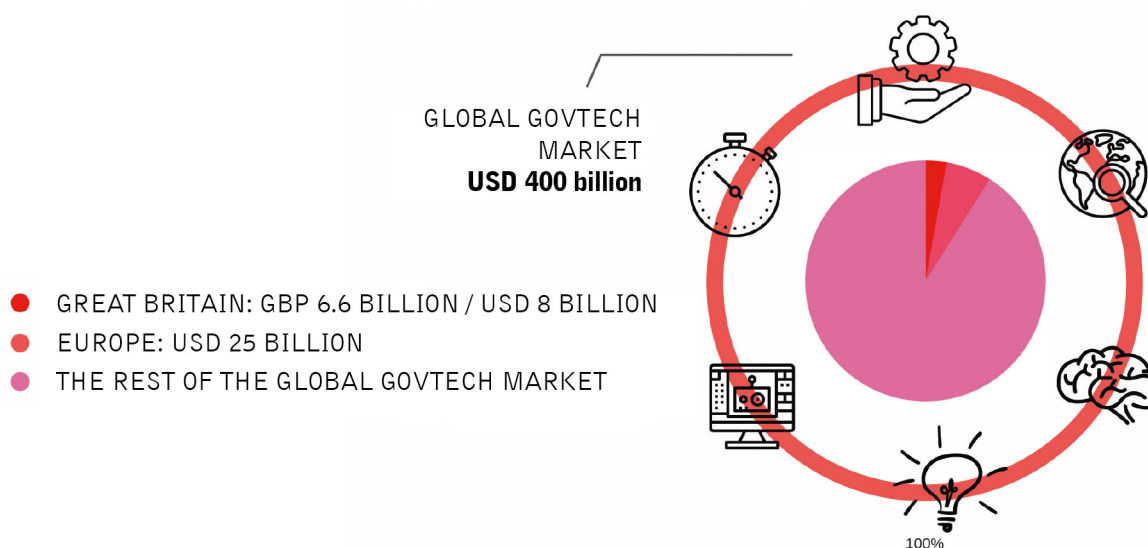 GLOBAL GOVTECH
MARKET
USD 400 billion
GREAT BRITAIN: GBP 6.6 BILLION / USD 8 BILLION
EUROPE: USD 25 BILLION
THE REST OF THE GLOBAL GOVTECH MARKET
100%